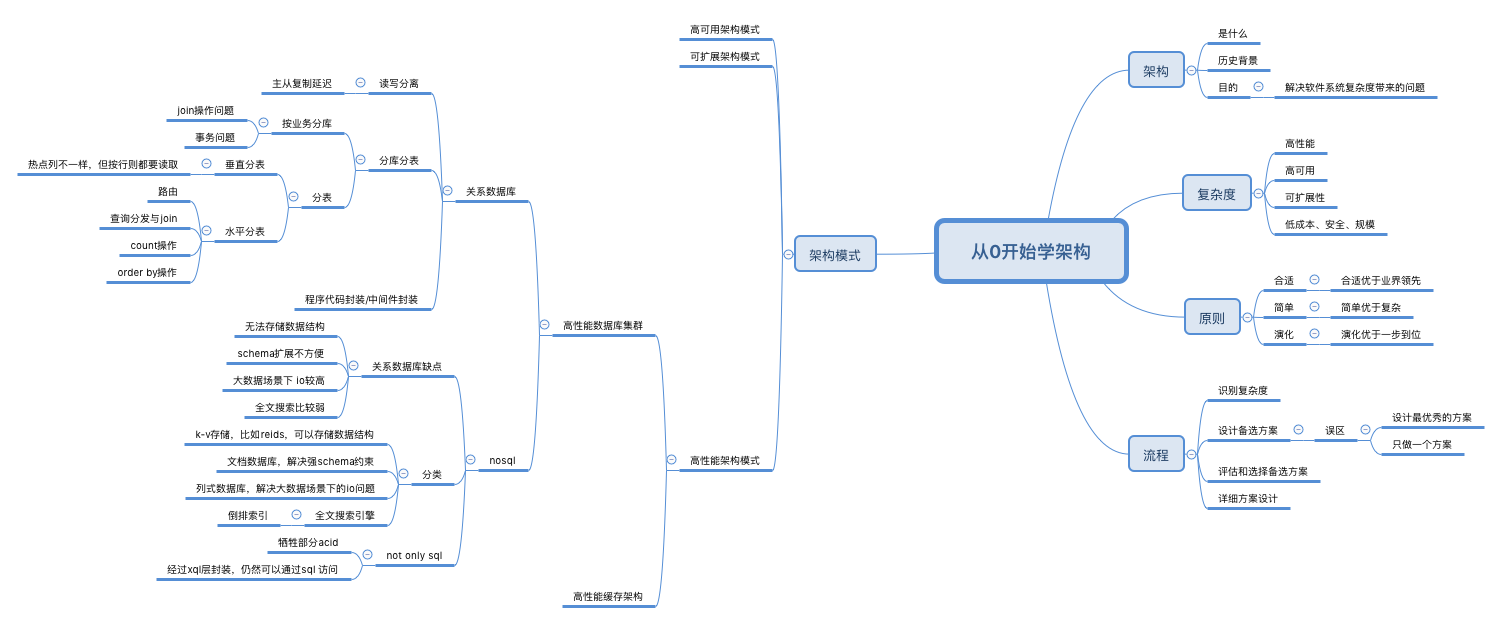 从0开始学架构
架构
是什么
历史背景
目的
解决软件系统复杂度带来的问题
复杂度
高性能
高可用
可扩展性
低成本、安全、规模
原则
合适
合适优于业界领先
简单
简单优于复杂
演化
演化优于一步到位
流程
识别复杂度
设计备选方案
误区
设计最优秀的方案
只做一个方案
评估和选择备选方案
详细方案设计
架构模式
高可用架构模式
可扩展架构模式
高性能架构模式
高性能数据库集群
关系数据库
读写分离
主从复制延迟
分库分表
按业务分库
join操作问题
事务问题
分表
垂直分表
热点列不一样，但按行则都要读取
水平分表
路由
查询分发与join
count操作
order by操作
程序代码封装/中间件封装
nosql
关系数据库缺点
无法存储数据结构
schema扩展不方便
大数据场景下 io较高
全文搜索比较弱
分类
k-v存储，比如reids，可以存储数据结构
文档数据库，解决强schema约束
列式数据库，解决大数据场景下的io问题
全文搜索引擎
倒排索引
not only sql
牺牲部分acid
经过xql层封装，仍然可以通过sql 访问
高性能缓存架构